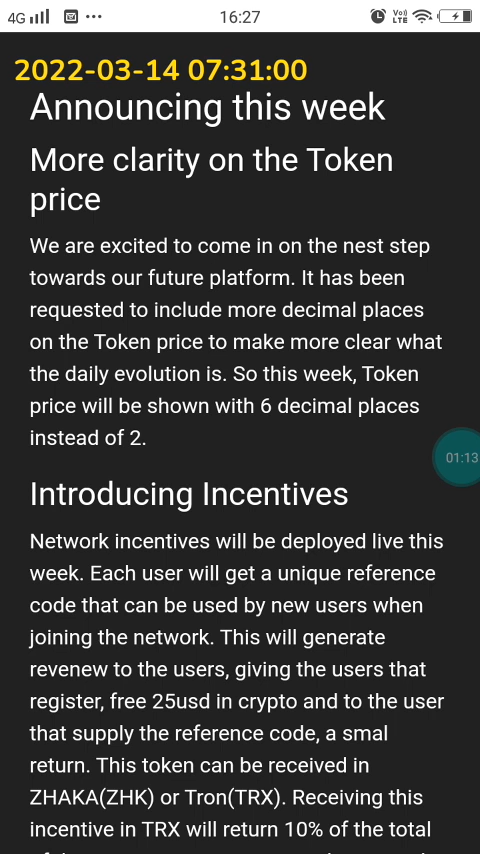 4G 16:27 Vo)) LTE
2022-03-14 07:31:00
Announcing this week
More clarity on the Token
price
We are excited to come in on the nest step
towards our future platform. It has been
requested to include more decimal places
on the Token price to make more clear what
the daily evolution is. So this week, Token
price will be shown with 6 decimal places
instead of 2.
01:13
Introducing Incentives
Network incentives will be deployed live this
week. Each user will get a unique reference
code that can be used by new users when
joining the network. This will generate
revenew to the users, giving the users that
register, free 25usd in crypto and to the user
that supply the reference code, a smal
return. This token can be received in
ZHAKA(ZHK) or Tron(TRX). Receiving this
incentive in TRX will return 10% of the total